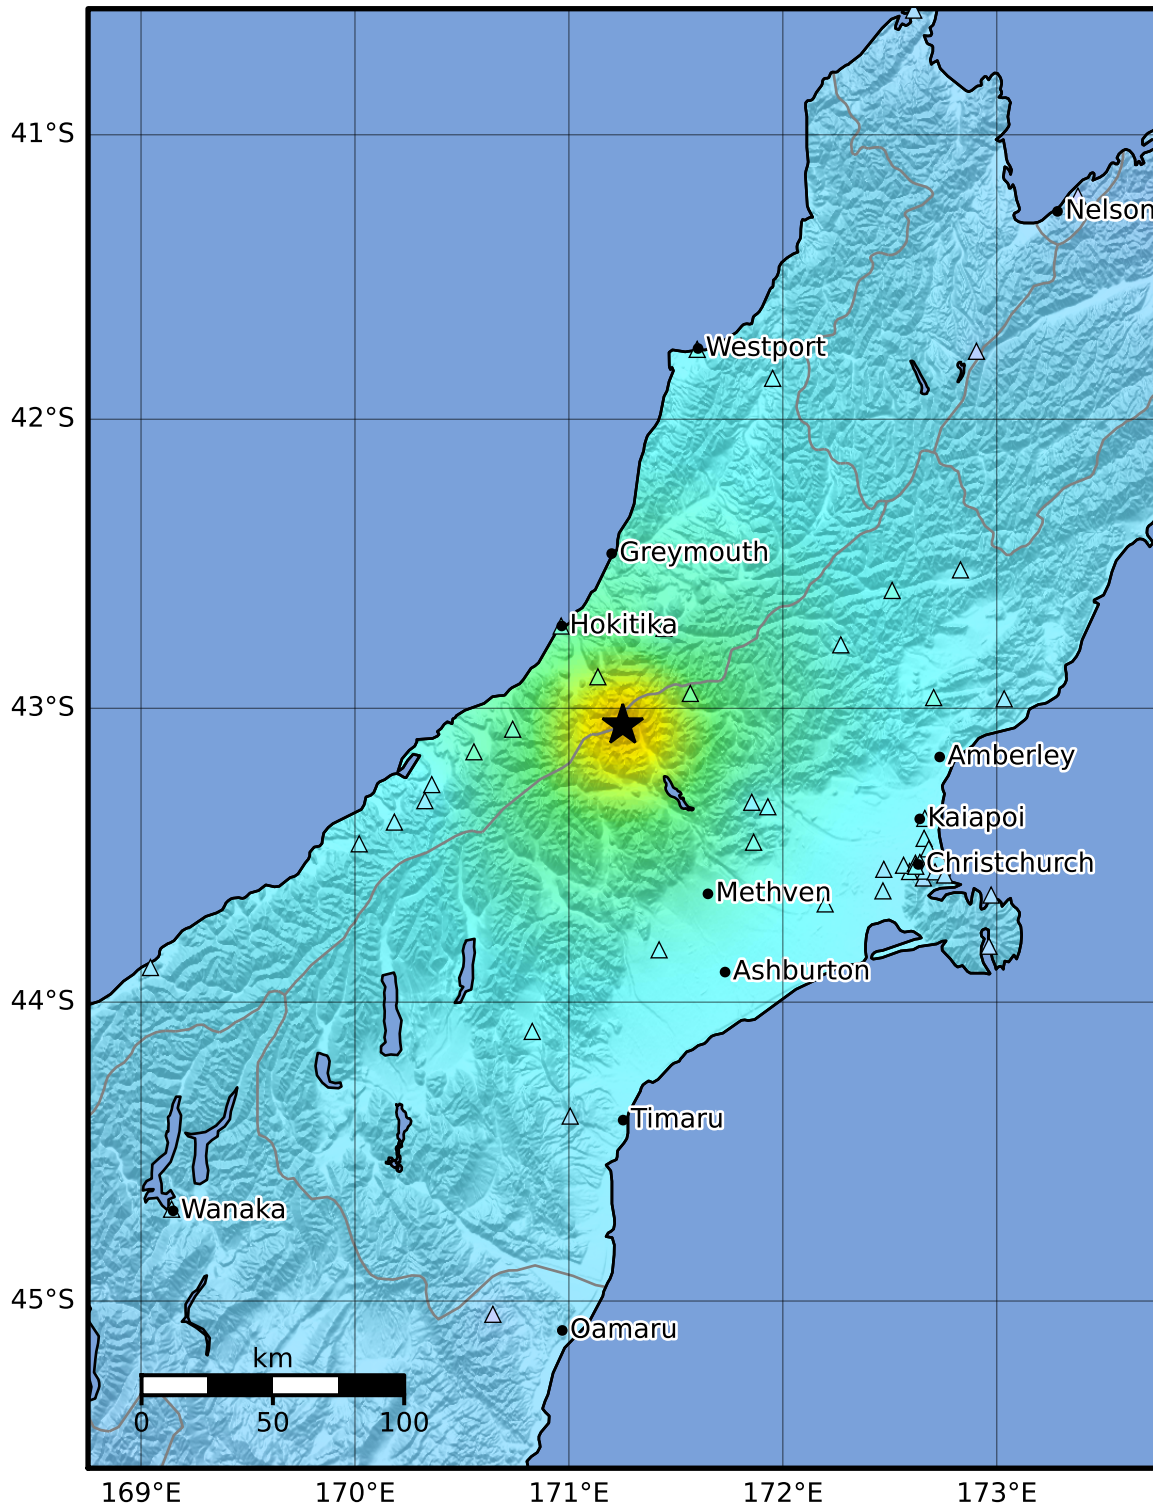 41°S
Nelson
Westport
42°S
Greymouth
Hokitika
43°S
Amberley
Kaiapoi
Christchurch
Methven
Ashburton
44°S
Timaru
Wanaka
45°S
Oamaru
km
0 50 100
169°E 170°E 171°E 172°E 173°E